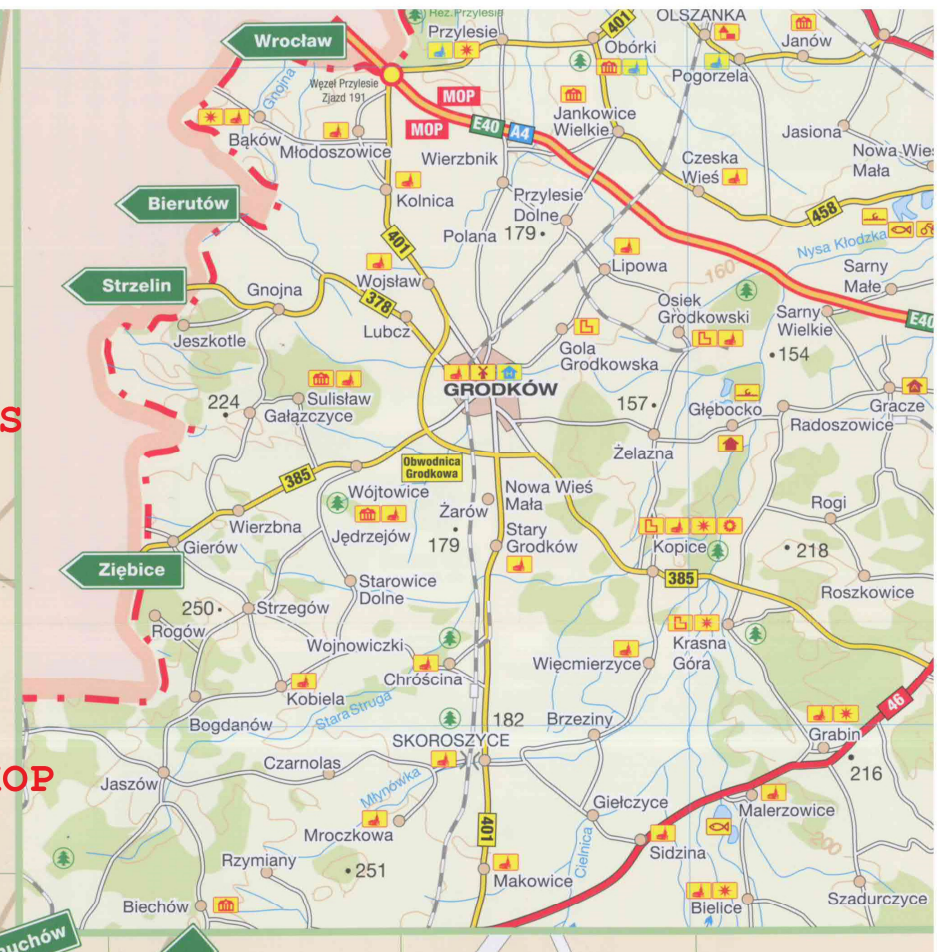 Rez. Przylesie
OLSZANKA
Wrocław
Przylesie
401
Obórki
Janów
Pogorzela
Węzeł Przylesie
Zjazd 191
Gnojna
MOP
MOP
E40
A4
Jankowice
Wielkie
Bąków
Młodoszowice
Wierzbnik
Jasiona
Nowa Wieś
Mała
Czeska
Wieś
Kolnica
Przylesie
Dolne
Bierutów
458
401
Polana
179
Nysa Kłodzka
Lipowa
160
Sarny
Małe
Strzelin
Gnojna
Wojsław
378
Lubcz
Osiek
Grodkowski
Sarny
Wielkie
E40
Jeszkotle
Gola
Grodkowska
154
GRODKÓW
Sulisław
224
Gałązczyce
157
Głębocko
Gracze
Radoszowice
S
Żelazna
Obwodnica
Grodkowa
385
Wójtowice
Nowa Wieś
Mała
Żarów
Rogi
Wierzbna
Jędrzejów
179
Stary
Grodków
Kopice
218
Gierów
Ziębice
Starowice
Dolne
385
Roszkowice
250
Strzegów
Rogów
Wojnowiczki
Krasna
Góra
Chróścina
Więcmierzyce
Kobiela
Stara Struga
46
Bogdanów
182
Brzeziny
SKOROSZYCE
Grabin
Czarnolas
216
Jaszów
OP
Młynówka
Giełczyce
Malerzowice
Mroczkowa
401
Cielnica
Sidzina
200
Rzymiany
251
Makowice
Biechów
Bielice
Szadurczyce
uchów